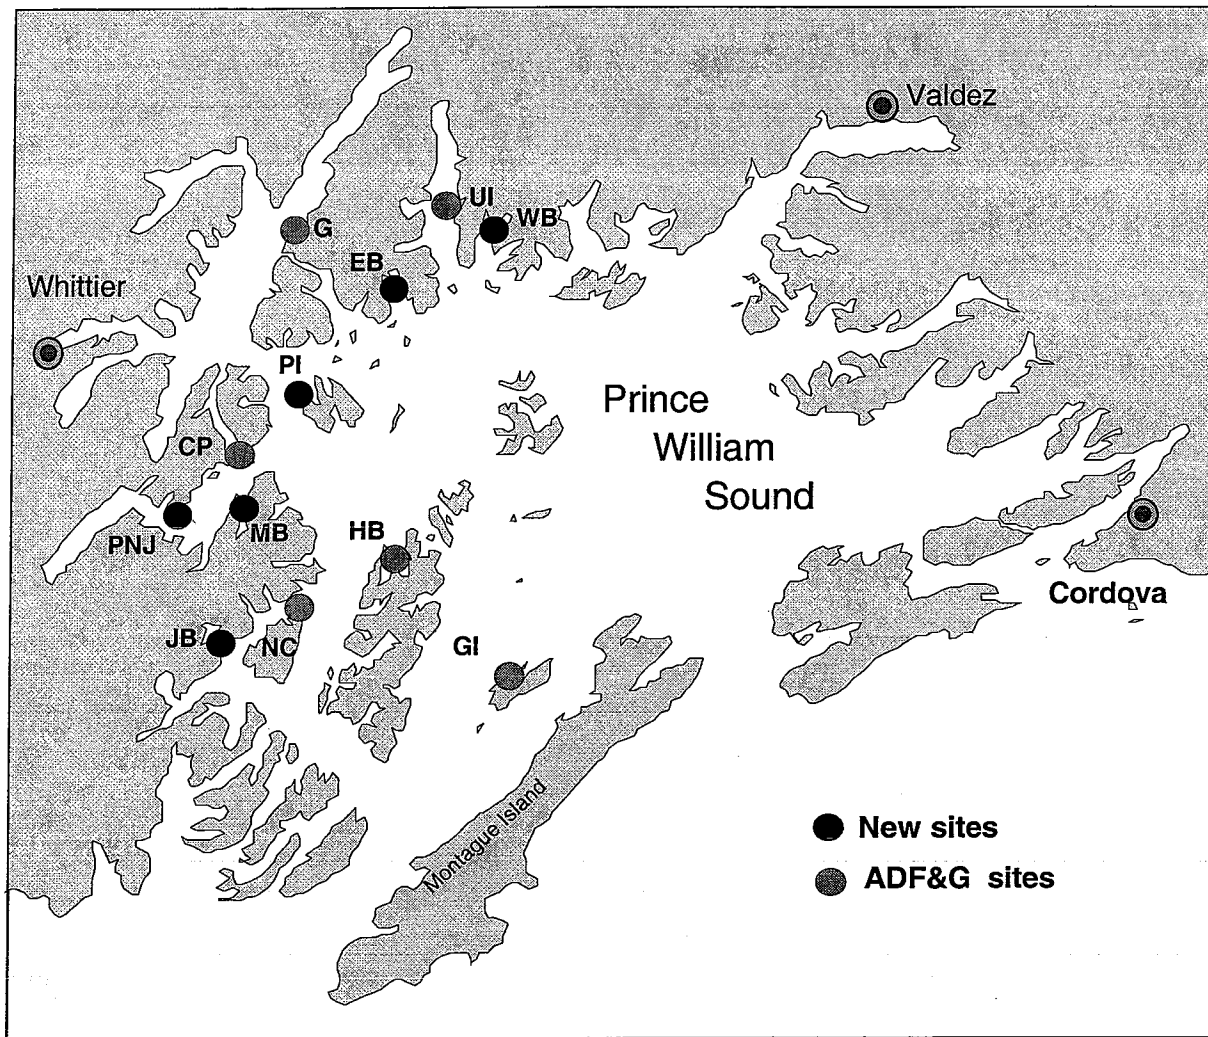 Valdez
UI
WB
G
EB
Whittier
PI
Prince
William
Sound
CP
PNJ
MB
HB
Cordova
JB
NC
GI
Montague Island
New sites
ADF&G sites